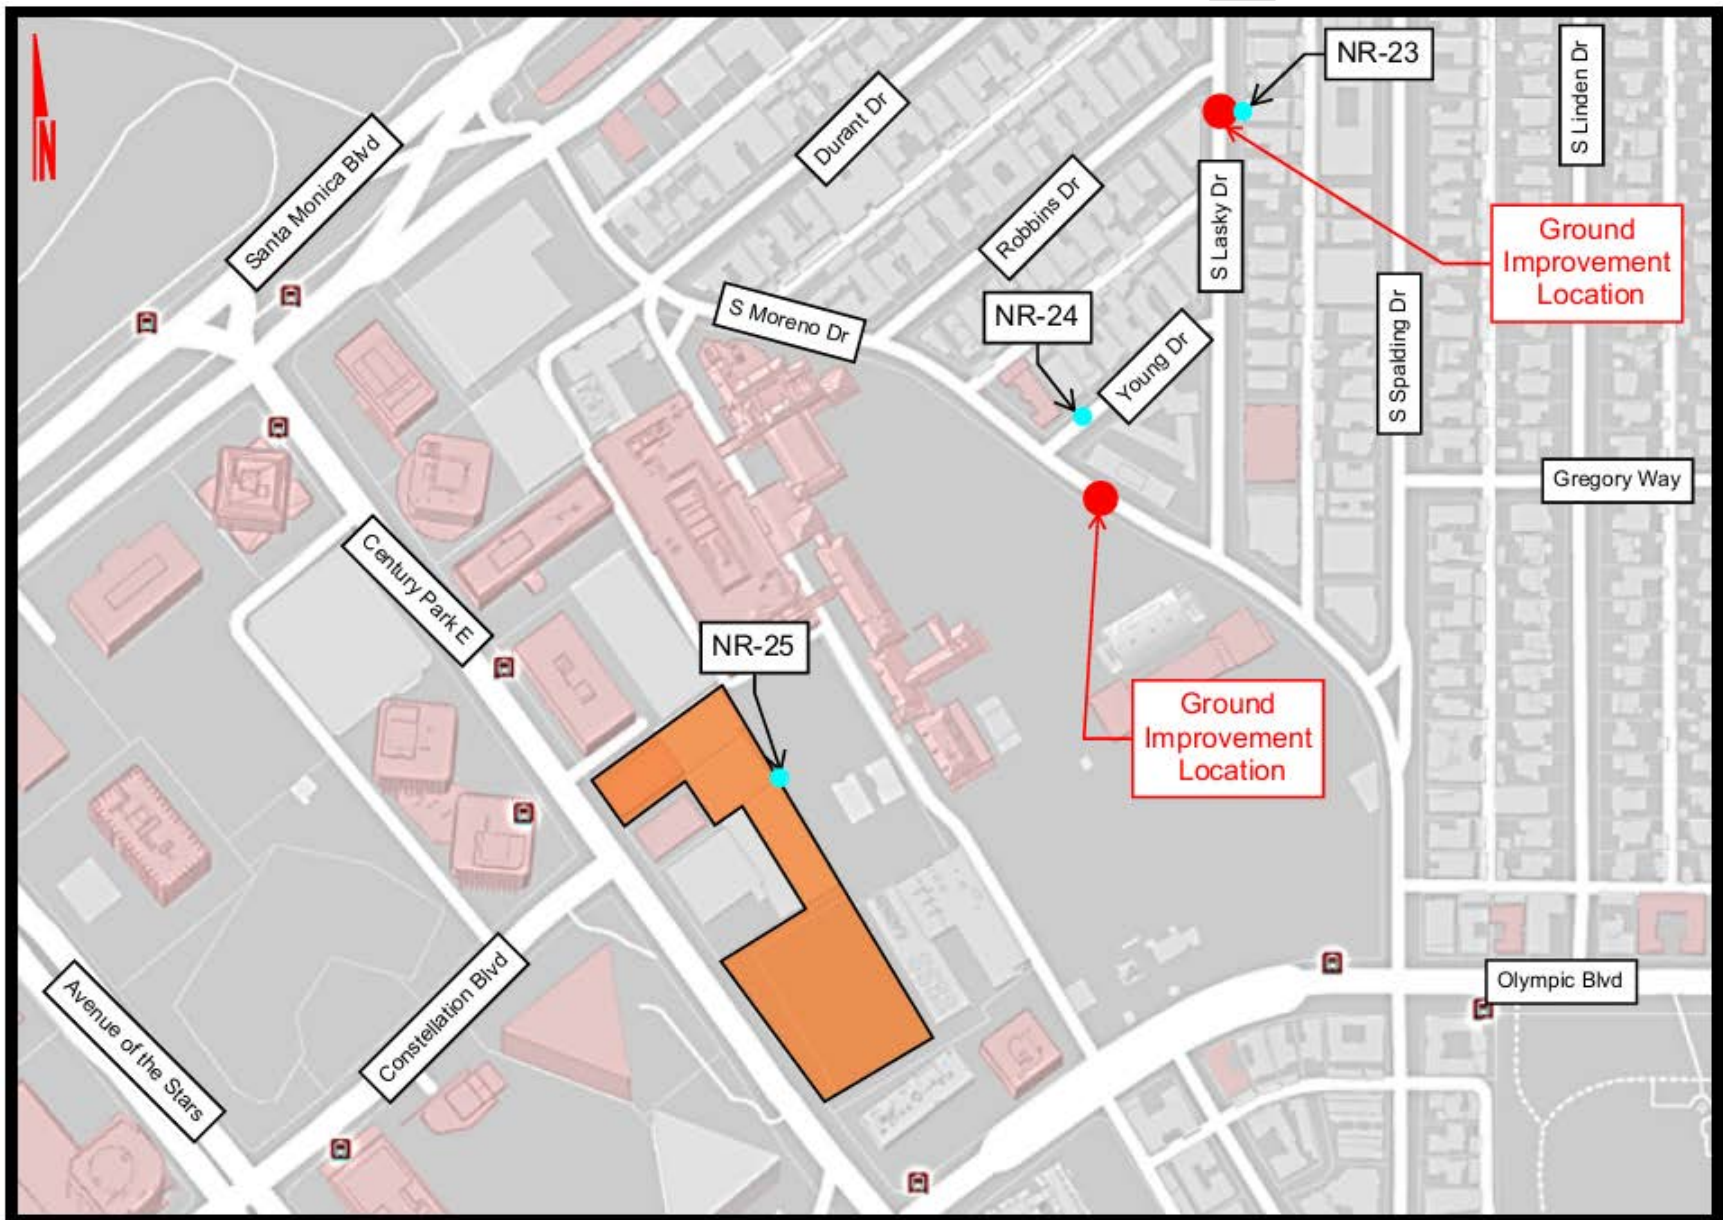 N
NR-23
S Linden Dr
Durant Dr
Santa Monica Blvd
Robbins Dr
S Lasky Dr
Ground
Improvement
Location
S Moreno Dr
NR-24
Young Dr
S Spalding Dr
Gregory Way
Century Park E
NR-25
Ground
Improvement
Location
Olympic Blvd
Avenue of the Stars
Constellation Blvd